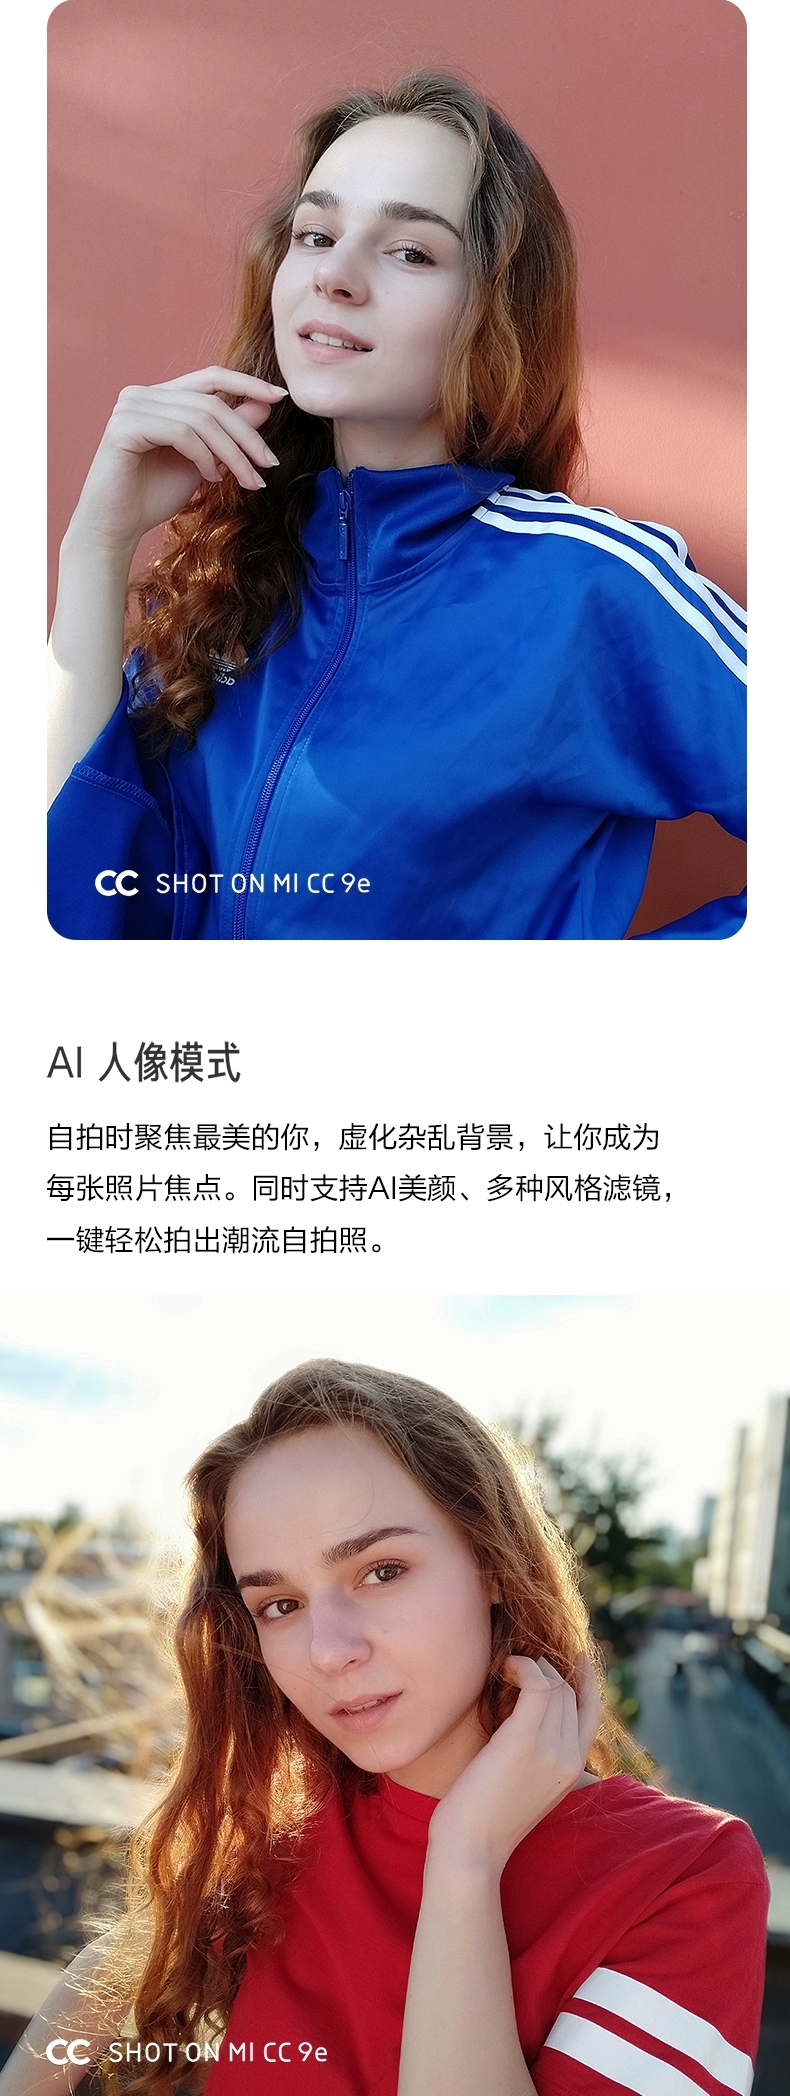 CC SHOT ON MI CC 9e
AI 人像模式
自拍时聚焦最美的你，虚化杂乱背景，让你成为
每张照片焦点。同时支持AI美颜、多种风格滤镜，
一键轻松拍出潮流自拍照。
CC SHOT ON MI CC 9e